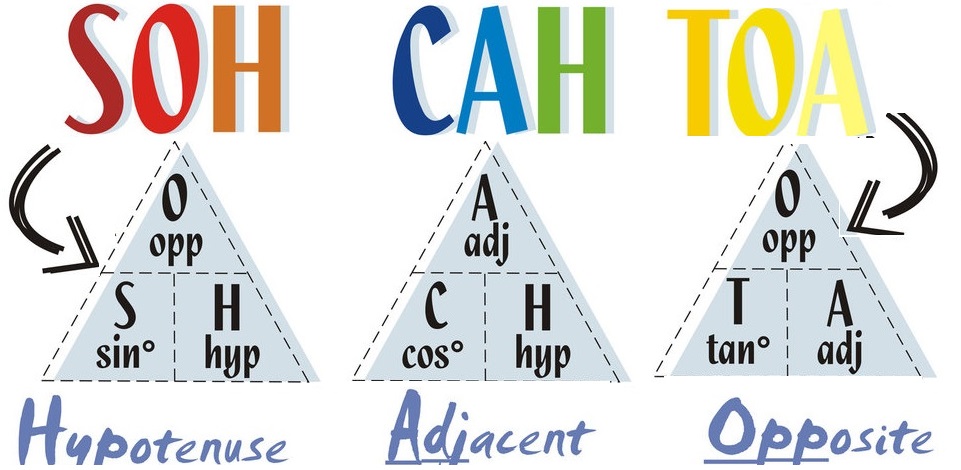 SOH CAH TOA
O
opp
S H
sin° hyp
A
adj
C H
cos° hyp
O
opp
T A
tan° adj
Hypotenuse Adjacent Opposite